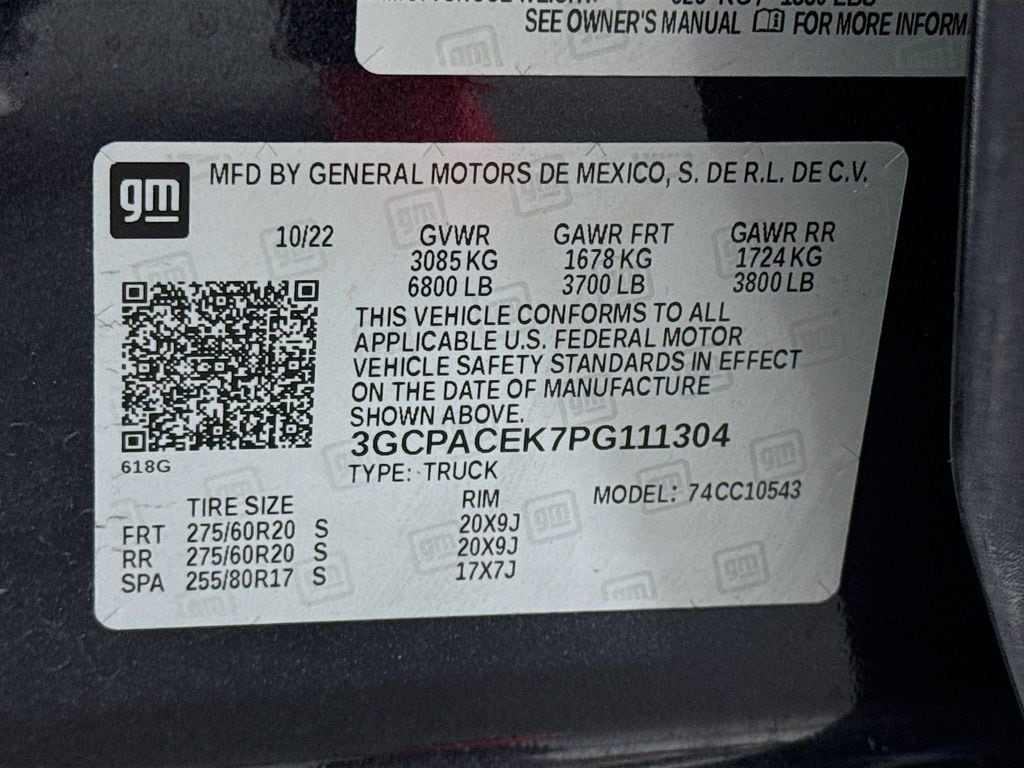 SEE OWNER'S MANUAL FOR MORE INFORM
gm
MFD BY GENERAL MOTORS DE MEXICO, S. DE R.L. DE C.V.
10/22 GVWR GAWR FRT GAWR RR
3085 KG 1678 KG 1724 KG
6800 LB 3700 LB 3800 LB
THIS VEHICLE CONFORMS TO ALL
APPLICABLE U.S. FEDERAL MOTOR
VEHICLE SAFETY STANDARDS IN EFFECT
ON THE DATE OF MANUFACTURE
SHOWN ABOVE.
3GCPACEK7PG111304
618G
TYPE: TRUCK
TIRE SIZE RIM MODEL: 74CC10543
FRT 275/60R20 S 20X9J
RR 275/60R20 S 20X9J
SPA 255/80R17 S 17X7J